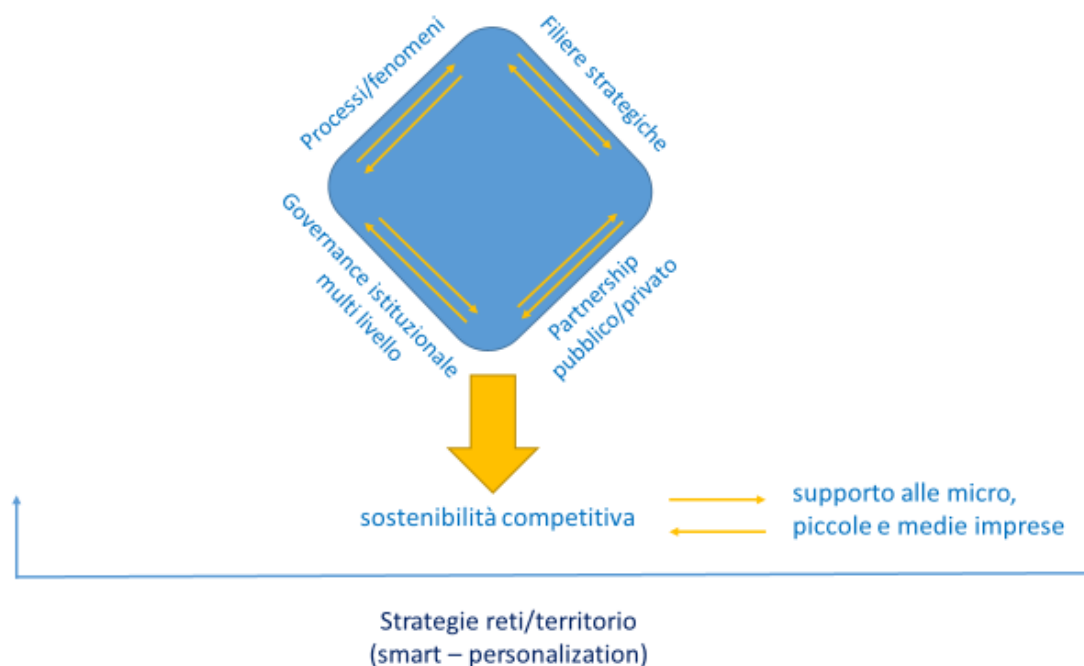 Processi/fenomeni
Filiere strategiche
Governance istituzionale
multi livello
Partnership
pubblico/privato
sostenibilità competitiva
supporto alle micro,
piccole e medie imprese
Strategie reti/territorio
(smart – personalization)